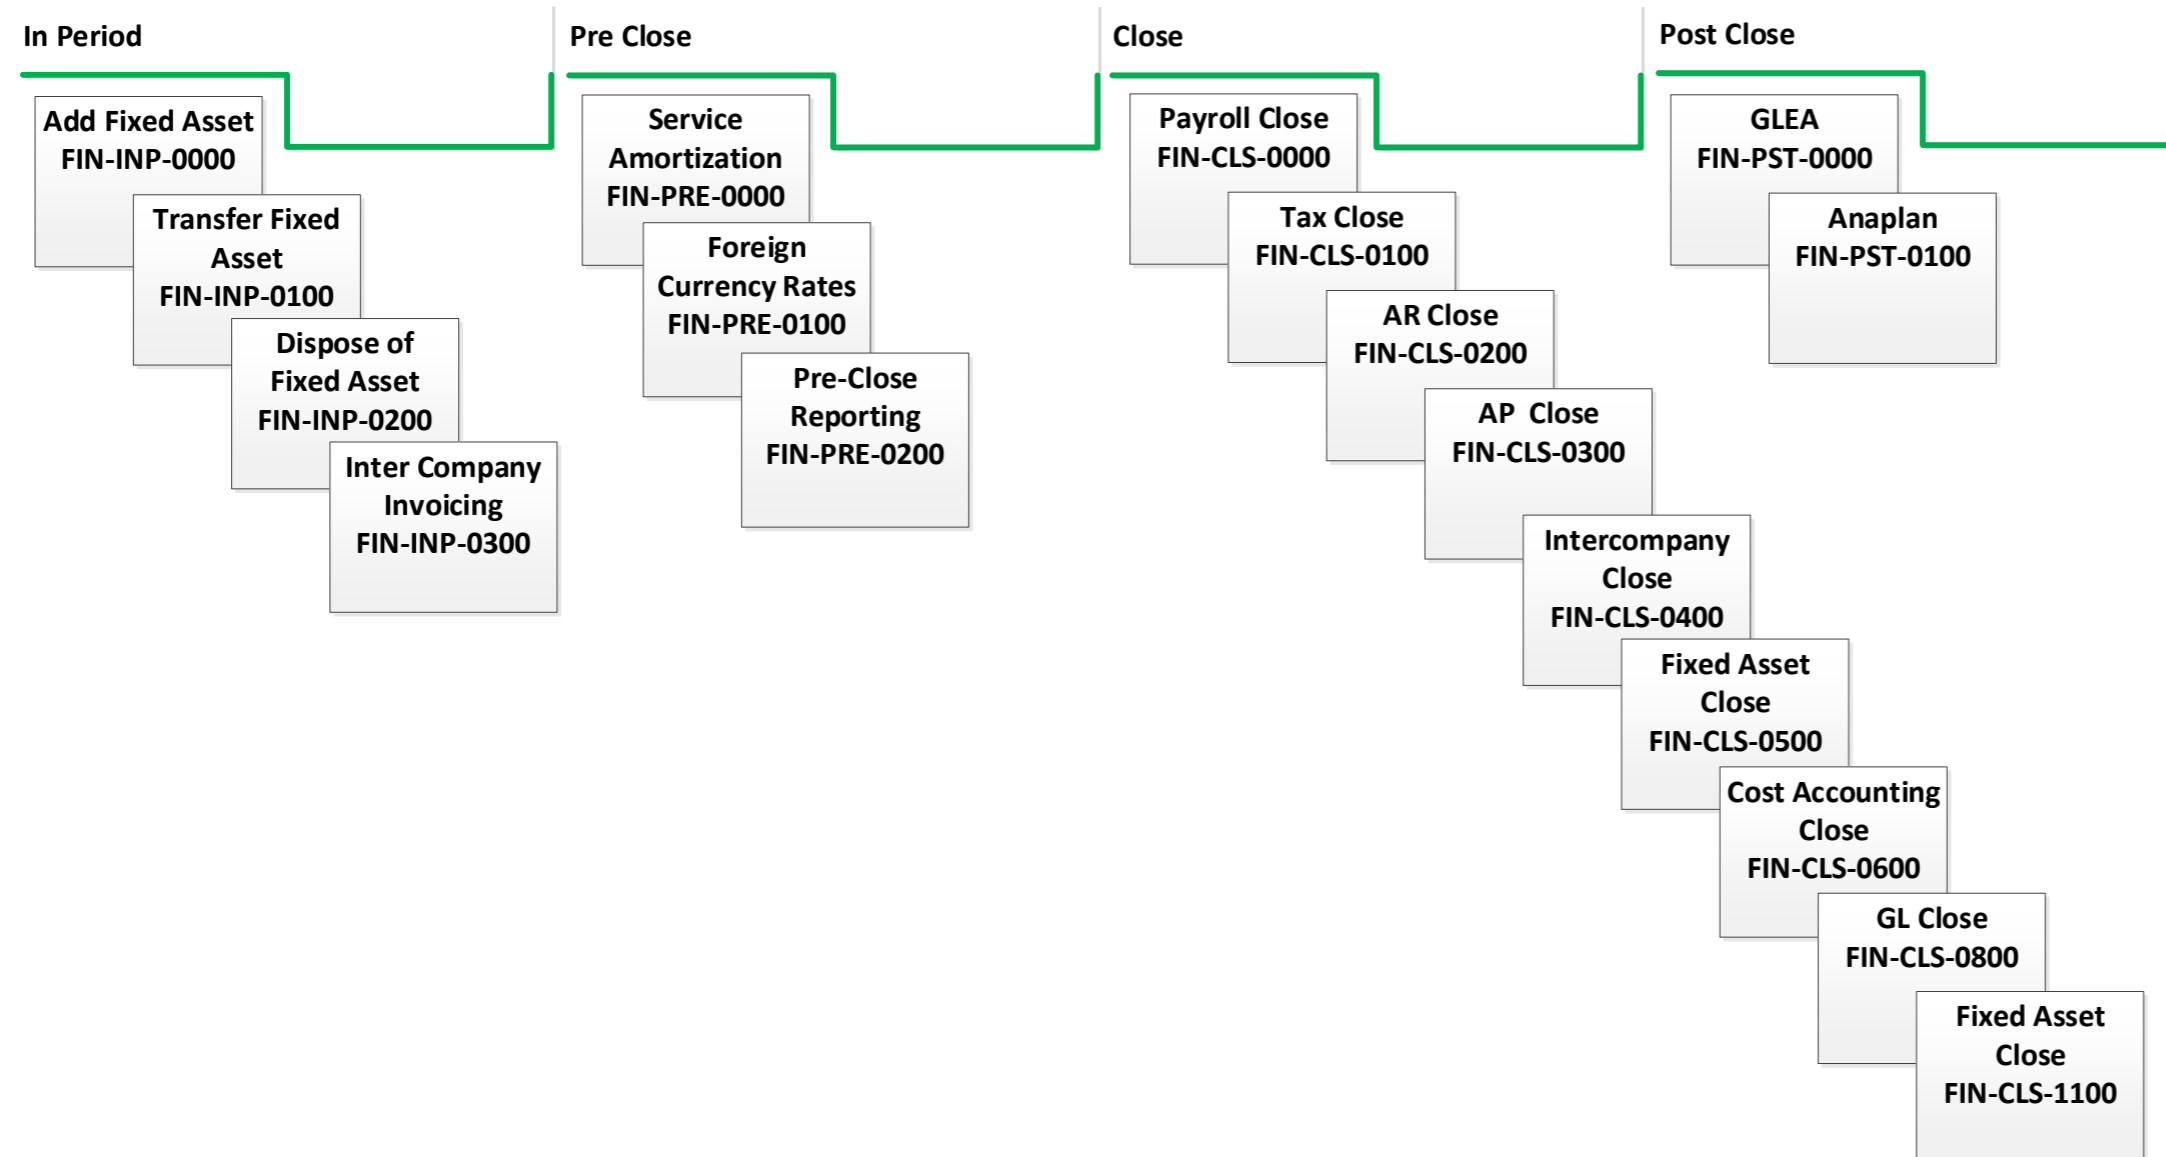 In Period
Add Fixed Asset
FIN-INP-0000
Transfer Fixed
Asset
FIN-INP-0100
Dispose of
Fixed Asset
FIN-INP-0200
Inter Company
Invoicing
FIN-INP-0300
Pre Close
Service
Amortization
FIN-PRE-0000
Foreign
Currency Rates
FIN-PRE-0100
Pre-Close
Reporting
FIN-PRE-0200
Close
Payroll Close
FIN-CLS-0000
Tax Close
FIN-CLS-0100
AR Close
FIN-CLS-0200
AP  Close
FIN-CLS-0300
Intercompany
Close
FIN-CLS-0400
Fixed Asset
Close
FIN-CLS-0500
Cost Accounting
Close
FIN-CLS-0600
GL Close
FIN-CLS-0800
Fixed Asset
Close
FIN-CLS-1100
Post Close
GLEA
FIN-PST-0000
Anaplan
FIN-PST-0100